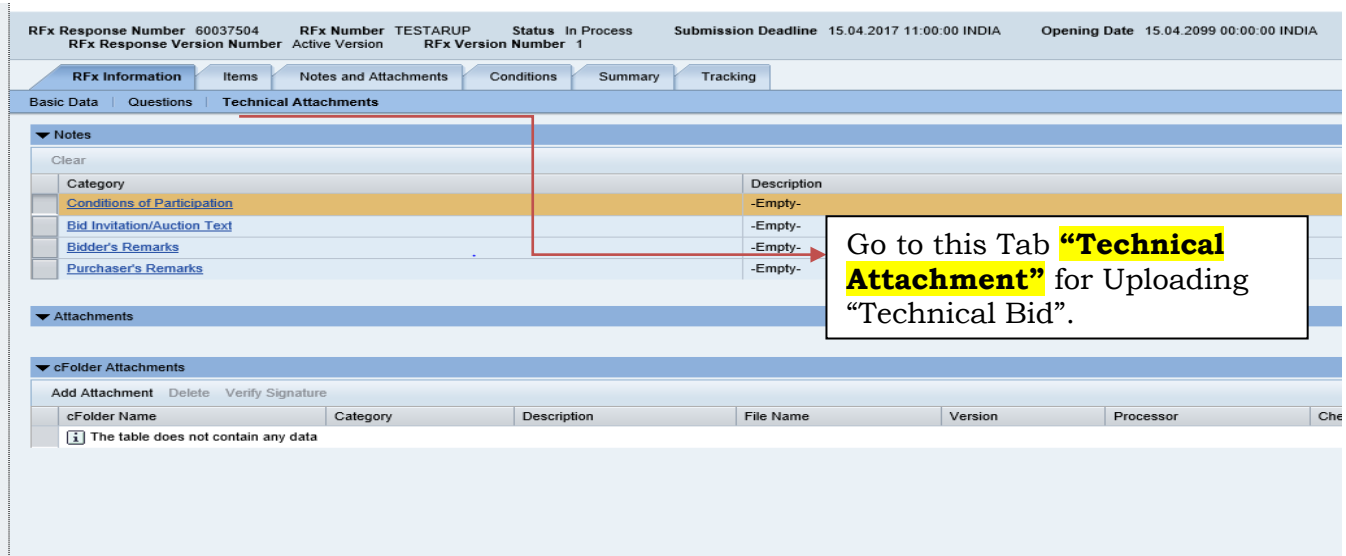 RFx Response Number 60037504 RFx Number TESTARUP Status In Process Submission Deadline 15.04.2017 11:00:00 INDIA Opening Date 15.04.2099 00:00:00 INDIA
RFx Response Version Number Active Version RFx Version Number 1
RFx Information Items Notes and Attachments Conditions Summary Tracking
Basic Data Questions Technical Attachments
Notes
Clear
Category Description
Conditions of Participation -Empty-
Bid Invitation/Auction Text -Empty-
Bidder's Remarks -Empty-
Purchaser's Remarks -Empty-
Go to this Tab “Technical
Attachment” for Uploading
“Technical Bid”.
Attachments
cFolder Attachments
Add Attachment Delete Verify Signature
cFolder Name Category Description File Name Version Processor Che
The table does not contain any data